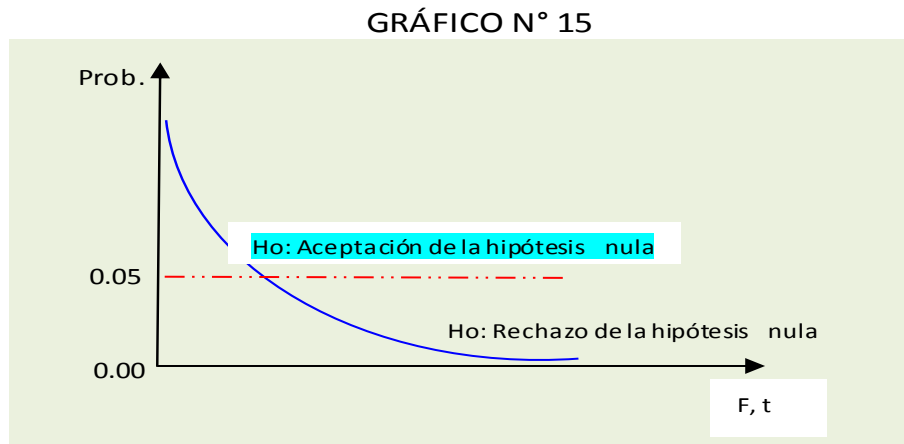 GRÁFICO N° 15
Prob.
Ho: Aceptación de la hipótesis nula
0.05
Ho: Rechazo de la hipótesis nula
0.00
F, t